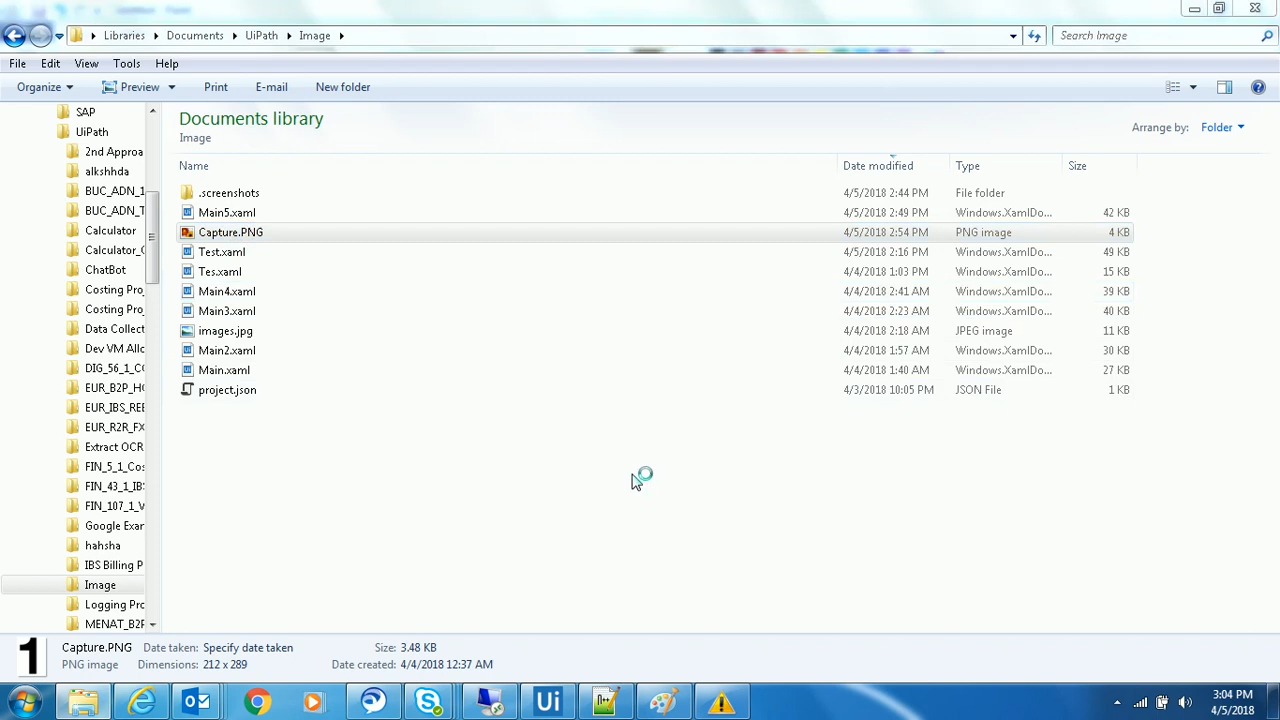 Libraries Documents UiPath Image
Search Image
File Edit View Tools Help
Organize Preview Print E-mail New folder
SAP
UiPath
2nd Approa
alkshhda
BUC_ADN_1
BUC_ADN_T
Calculator
Calculator_
ChatBot
Costing Pro
Costing Pro
Data Collect
Dev VM Allo
DIG_56_1_C
EUR_B2P_H
EUR_IBS_REE
EUR_R2R_FX
Extract OCR
FIN_5_1_Cos
FIN_43_1_IBS
FIN_107_1_V
Google Exar
hahsha
IBS Billing P
Image
Logging Pro
MENAT_B2P
Documents library
Image
Arrange by: Folder
Name Date modified Type Size
.screenshots 4/5/2018 2:44 PM File folder
Main5.xaml 4/5/2018 2:49 PM Windows.XamlDo... 42 KB
Capture.PNG 4/5/2018 2:54 PM PNG image 4 KB
Test.xaml 4/5/2018 2:16 PM Windows.XamlDo... 49 KB
Tes.xaml 4/4/2018 1:03 PM Windows.XamlDo... 15 KB
Main4.xaml 4/4/2018 2:41 AM Windows.XamlDo... 39 KB
Main3.xaml 4/4/2018 2:23 AM Windows.XamlDo... 40 KB
images.jpg 4/4/2018 2:18 AM JPEG image 11 KB
Main2.xaml 4/4/2018 1:57 AM Windows.XamlDo... 30 KB
Main.xaml 4/4/2018 1:40 AM Windows.XamlDo... 27 KB
project.json 4/3/2018 10:05 PM JSON File 1 KB
1
Capture.PNG Date taken: Specify date taken Size: 3.48 KB
PNG image Dimensions: 212 x 289 Date created: 4/4/2018 12:37 AM
Ui
n++
3:04 PM
4/5/2018